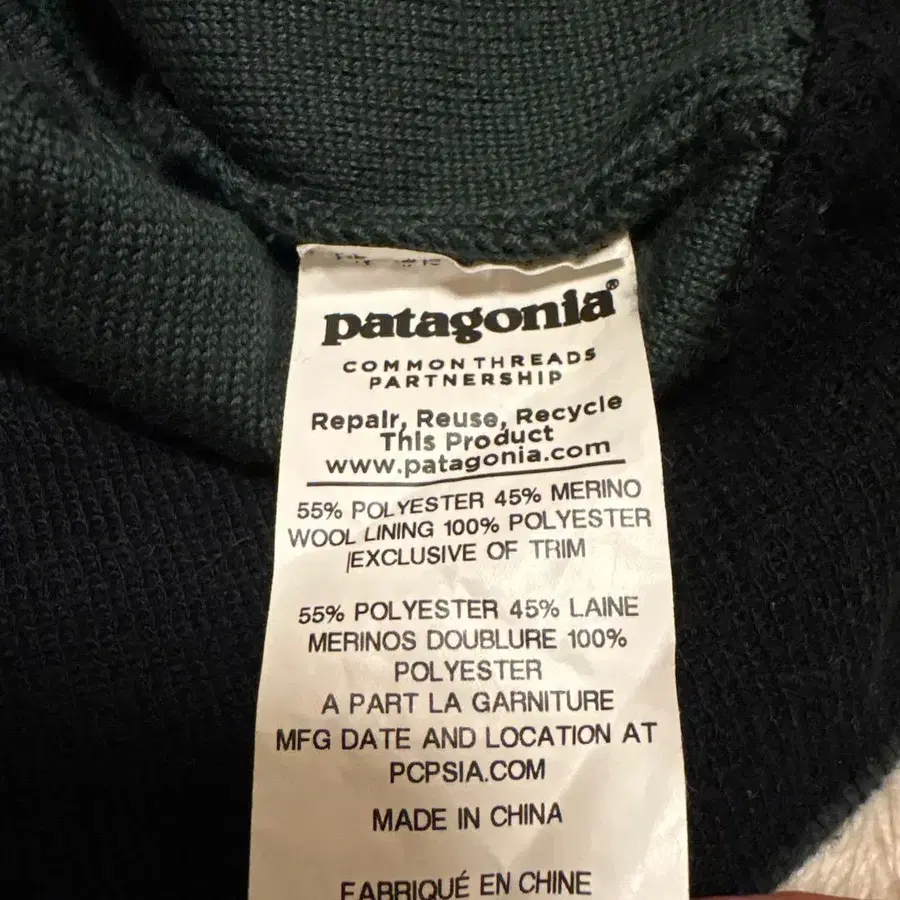 patagonia®
COMMON THREADS
PARTNERSHIP
Repair, Reuse, Recycle
This Product
www.patagonia.com
55% POLYESTER 45% MERINO
WOOL LINING 100% POLYESTER
EXCLUSIVE OF TRIM
55% POLYESTER 45% LAINE
MERINOS DOUBLURE 100%
POLYESTER
A PART LA GARNITURE
MFG DATE AND LOCATION AT
PCPSIA.COM
MADE IN CHINA
FABRIQUÉ EN CHINE